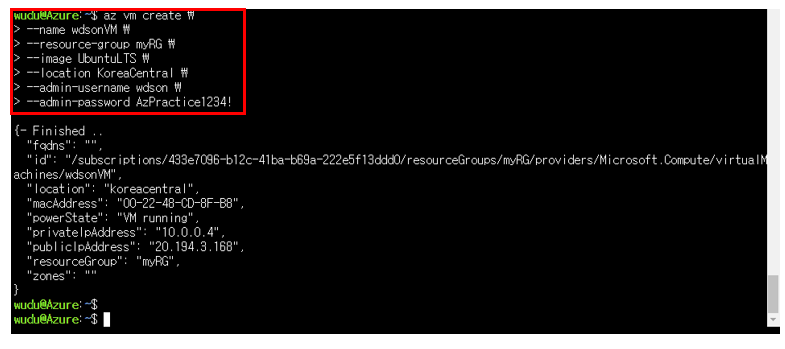 wudu@Azure:~$ az vm create ₩
> --name wdsonVM ₩
> --resource-group myRG ₩
> --image UbuntuLTS ₩
> --location KoreaCentral ₩
> --admin-username wdson ₩
> --admin-password AzPractice1234!
{- Finished ..
"fqdns": "",
"id": "/subscriptions/433e7096-b12c-41ba-b69a-222e5f13ddd0/resourceGroups/myRG/providers/Microsoft.Compute/virtualM
achines/wdsonVM",
"location": "koreacentral",
"macAddress": "00-22-48-CD-8F-B8",
"powerState": "VM running",
"privateIpAddress": "10.0.0.4",
"publicIpAddress": "20.194.3.168",
"resourceGroup": "myRG",
"zones": ""
}
wudu@Azure:~$
wudu@Azure:~$